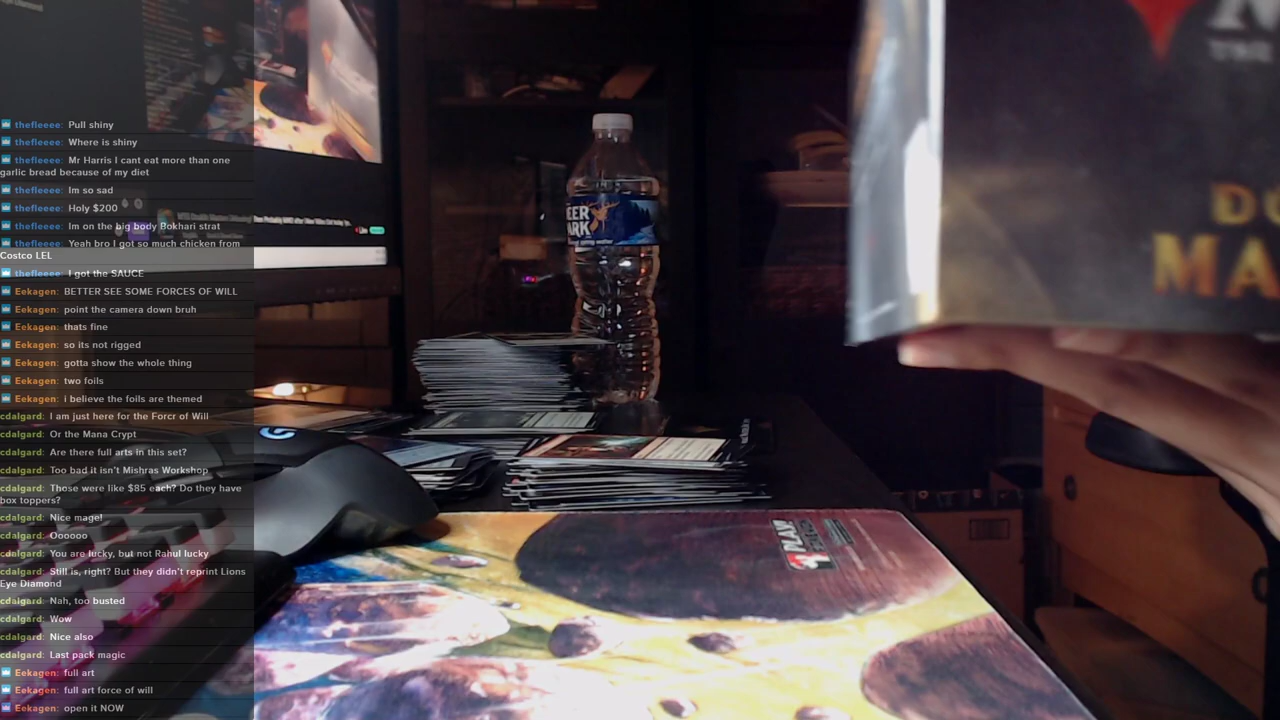 thefleeee: Pull shiny
thefleeee: Where is shiny
thefleeee: Mr Harris I cant eat more than one
garlic bread because of my diet
thefleeee: Im so sad
thefleeee: Holy $200
thefleeee: Im on the big body Bokhari strat
thefleeee: Yeah bro I got so much chicken from
Costco LEL
thefleeee: I got the SAUCE
Eekagen: BETTER SEE SOME FORCES OF WILL
Eekagen: point the camera down bruh
Eekagen: thats fine
Eekagen: so its not rigged
Eekagen: gotta show the whole thing
Eekagen: two foils
Eekagen: i believe the foils are themed
cdalgard: I am just here for the Forcr of Will
cdalgard: Or the Mana Crypt
cdalgard: Are there full arts in this set?
cdalgard: Too bad it isn't Mishras Workshop
cdalgard: Those were like $85 each? Do they have
box toppers?
cdalgard: Nice mage!
cdalgard: Oooooo
cdalgard: You are lucky, but not Rahul lucky
cdalgard: Still is, right? But they didn't reprint Lions
Eye Diamond
cdalgard: Nah, too busted
cdalgard: Wow
cdalgard: Nice also
cdalgard: Last pack magic
Eekagen: full art
Eekagen: full art force of will
Eekagen: open it NOW
EER
ARK
DO
MA
PLAY!